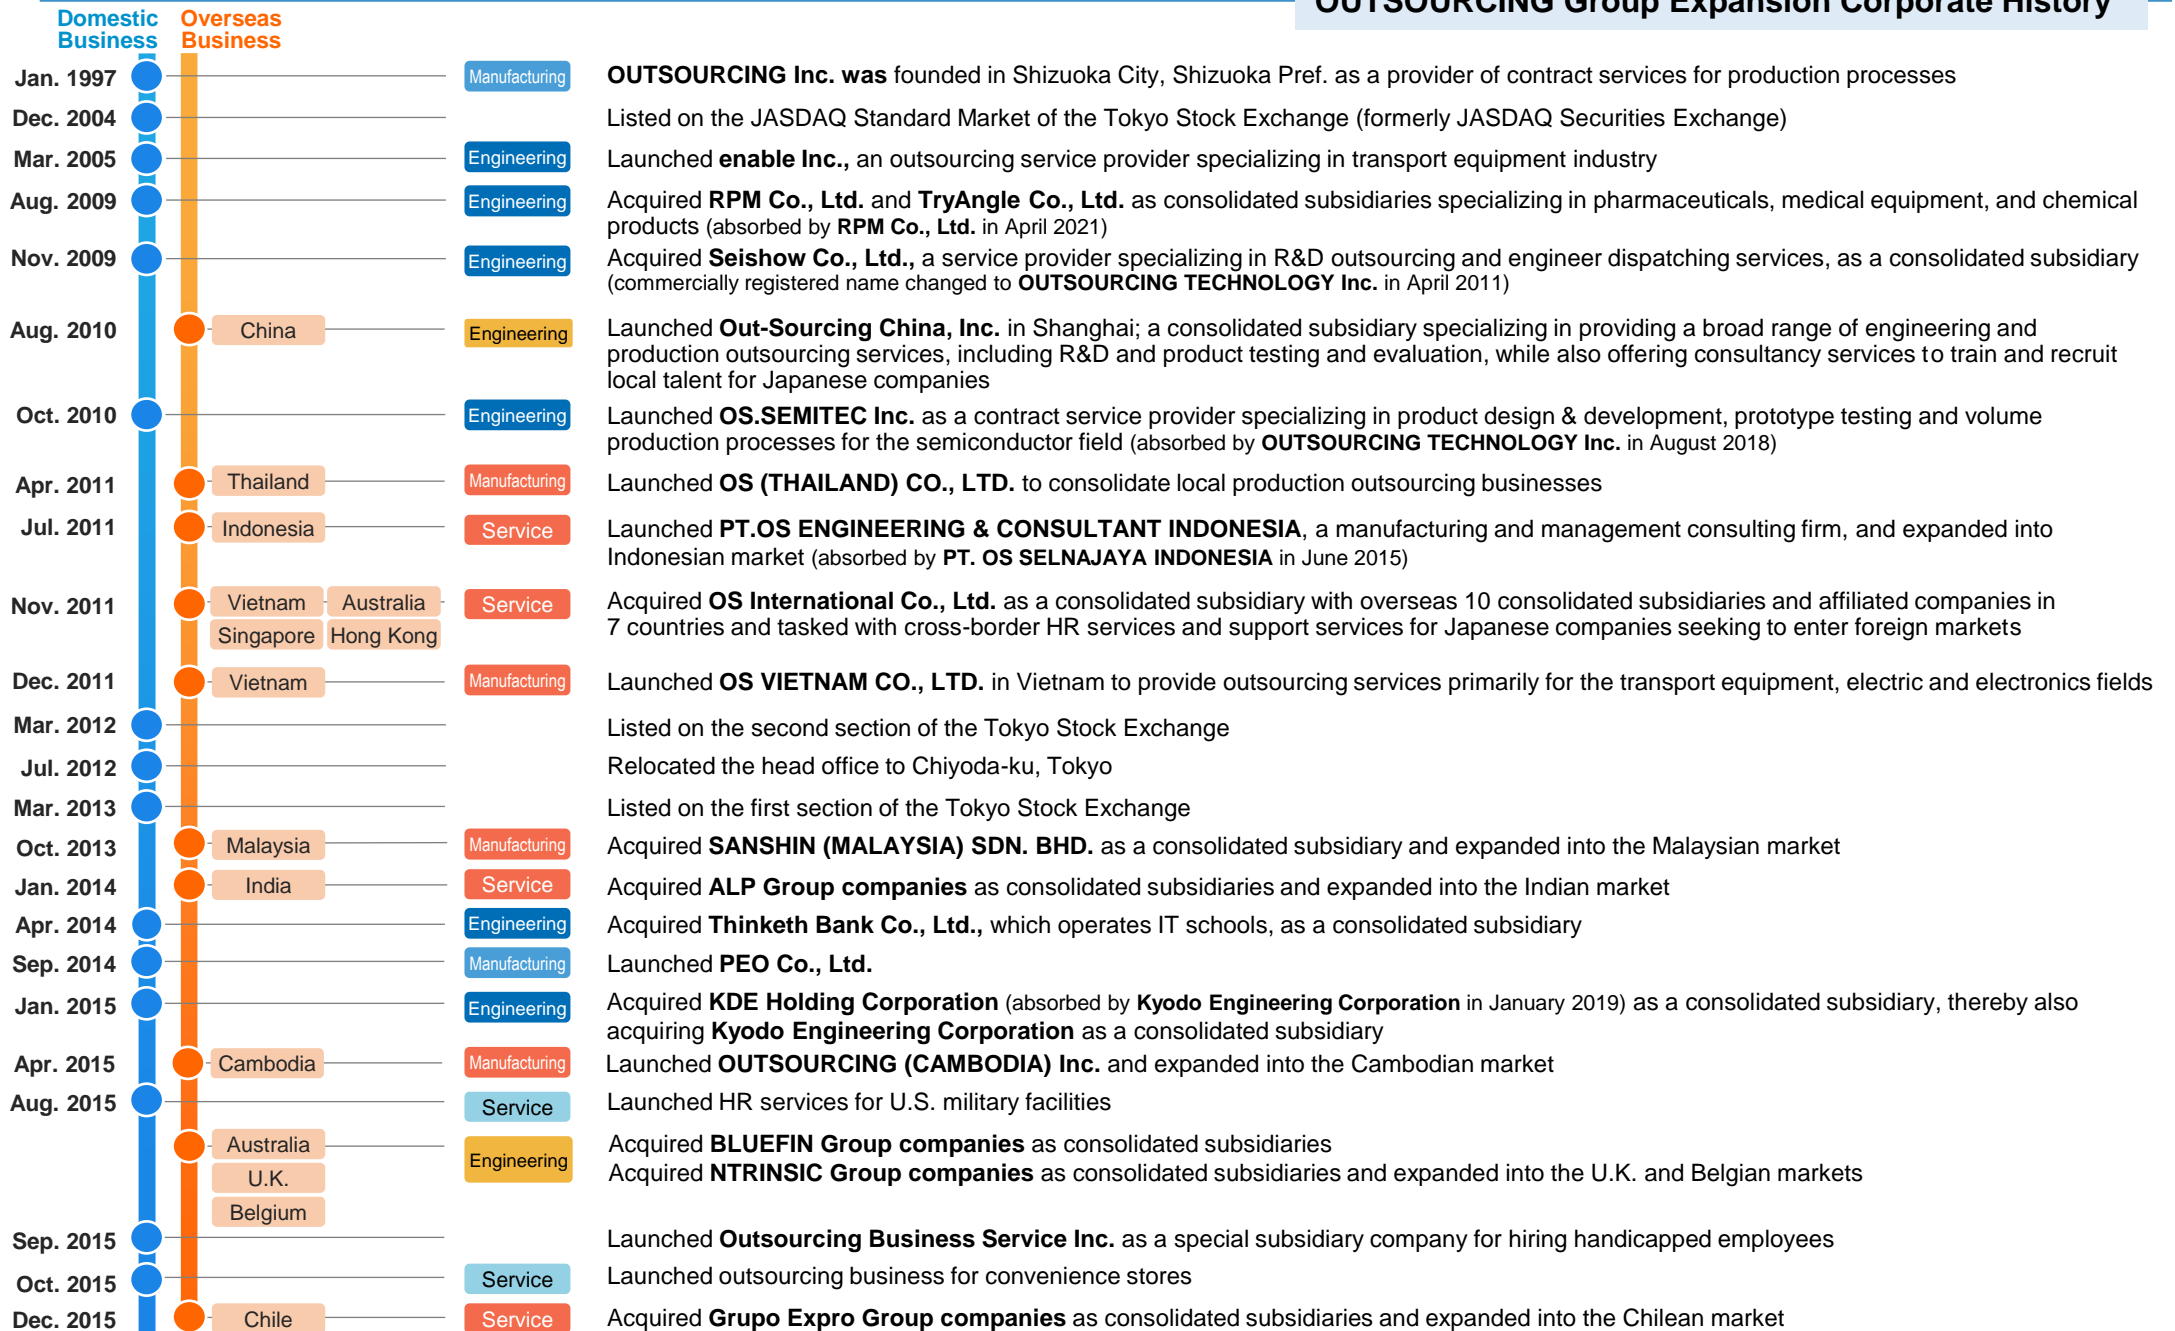 OUTSOURCING Group Expansion Corporate History
Domestic Business
Overseas Business
Jan. 1997
Manufacturing
OUTSOURCING Inc. was founded in Shizuoka City, Shizuoka Pref. as a provider of contract services for production processes
Dec. 2004
Listed on the JASDAQ Standard Market of the Tokyo Stock Exchange (formerly JASDAQ Securities Exchange)
Mar. 2005
Engineering
Launched enable Inc., an outsourcing service provider specializing in transport equipment industry
Aug. 2009
Engineering
Acquired RPM Co., Ltd. and TryAngle Co., Ltd. as consolidated subsidiaries specializing in pharmaceuticals, medical equipment, and chemical
products (absorbed by RPM Co., Ltd. in April 2021)
Nov. 2009
Engineering
Acquired Seishow Co., Ltd., a service provider specializing in R&D outsourcing and engineer dispatching services, as a consolidated subsidiary
(commercially registered name changed to OUTSOURCING TECHNOLOGY Inc. in April 2011)
Aug. 2010
China
Engineering
Launched Out-Sourcing China, Inc. in Shanghai; a consolidated subsidiary specializing in providing a broad range of engineering and
production outsourcing services, including R&D and product testing and evaluation, while also offering consultancy services to train and recruit
local talent for Japanese companies
Oct. 2010
Engineering
Launched OS.SEMITEC Inc. as a contract service provider specializing in product design & development, prototype testing and volume
production processes for the semiconductor field (absorbed by OUTSOURCING TECHNOLOGY Inc. in August 2018)
Apr. 2011
Thailand
Manufacturing
Launched OS (THAILAND) CO., LTD. to consolidate local production outsourcing businesses
Jul. 2011
Indonesia
Service
Launched PT.OS ENGINEERING & CONSULTANT INDONESIA, a manufacturing and management consulting firm, and expanded into
Indonesian market (absorbed by PT. OS SELNAJAYA INDONESIA in June 2015)
Nov. 2011
Vietnam
Australia
Singapore
Hong Kong
Service
Acquired OS International Co., Ltd. as a consolidated subsidiary with overseas 10 consolidated subsidiaries and affiliated companies in
7 countries and tasked with cross-border HR services and support services for Japanese companies seeking to enter foreign markets
Dec. 2011
Vietnam
Manufacturing
Launched OS VIETNAM CO., LTD. in Vietnam to provide outsourcing services primarily for the transport equipment, electric and electronics fields
Mar. 2012
Listed on the second section of the Tokyo Stock Exchange
Jul. 2012
Relocated the head office to Chiyoda-ku, Tokyo
Mar. 2013
Listed on the first section of the Tokyo Stock Exchange
Oct. 2013
Malaysia
Manufacturing
Acquired SANSHIN (MALAYSIA) SDN. BHD. as a consolidated subsidiary and expanded into the Malaysian market
Jan. 2014
India
Service
Acquired ALP Group companies as consolidated subsidiaries and expanded into the Indian market
Apr. 2014
Engineering
Acquired Thinketh Bank Co., Ltd., which operates IT schools, as a consolidated subsidiary
Sep. 2014
Manufacturing
Launched PEO Co., Ltd.
Jan. 2015
Engineering
Acquired KDE Holding Corporation (absorbed by Kyodo Engineering Corporation in January 2019) as a consolidated subsidiary, thereby also
acquiring Kyodo Engineering Corporation as a consolidated subsidiary
Apr. 2015
Cambodia
Manufacturing
Launched OUTSOURCING (CAMBODIA) Inc. and expanded into the Cambodian market
Aug. 2015
Service
Launched HR services for U.S. military facilities
Australia
U.K.
Belgium
Engineering
Acquired BLUEFIN Group companies as consolidated subsidiaries
Acquired NTRINSIC Group companies as consolidated subsidiaries and expanded into the U.K. and Belgian markets
Sep. 2015
Launched Outsourcing Business Service Inc. as a special subsidiary company for hiring handicapped employees
Oct. 2015
Service
Launched outsourcing business for convenience stores
Dec. 2015
Chile
Service
Acquired Grupo Expro Group companies as consolidated subsidiaries and expanded into the Chilean market